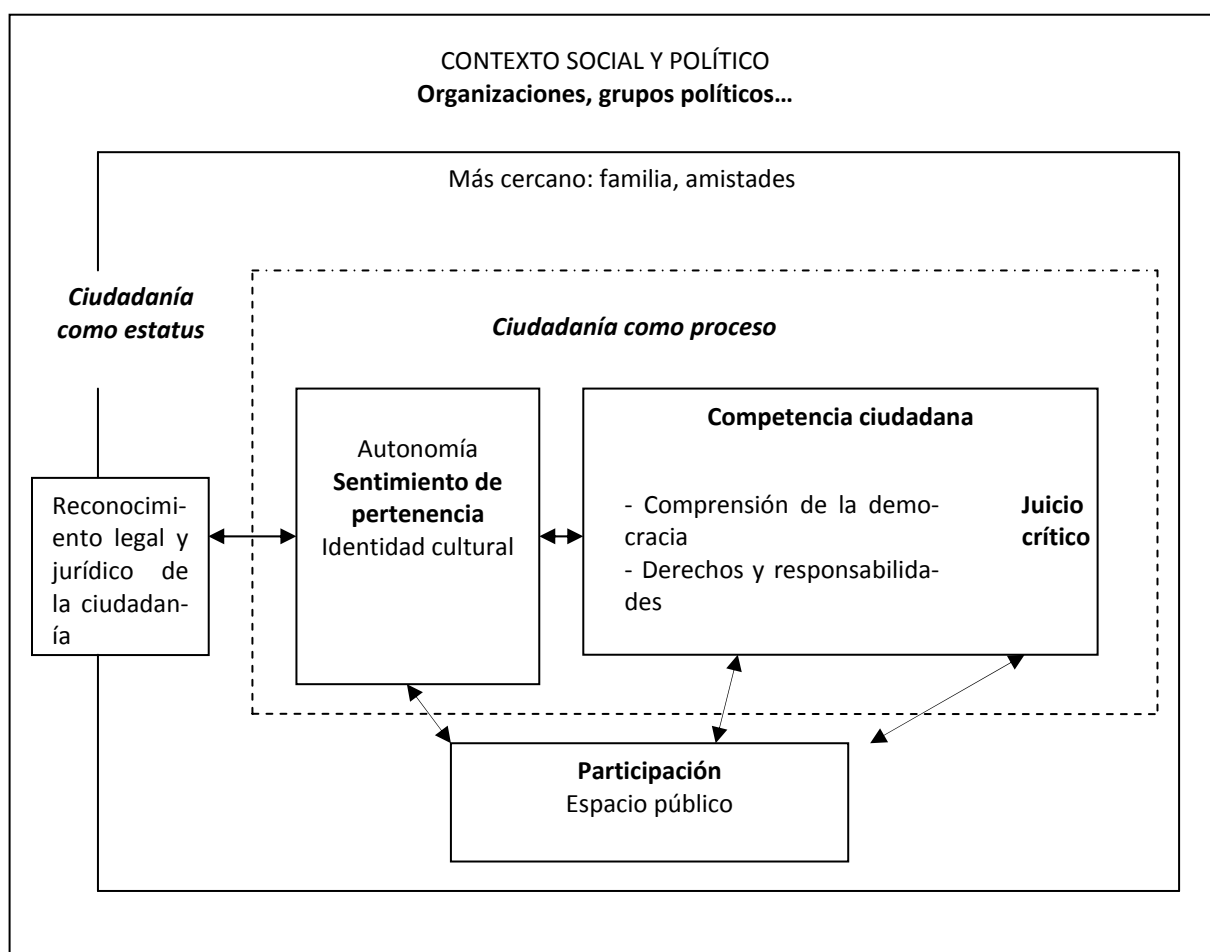 CONTEXTO SOCIAL Y POLÍTICO
Organizaciones, grupos políticos...
Más cercano: familia, amistades
Ciudadanía
como estatus
Ciudadanía como proceso
Reconocimi-
ento legal y
jurídico de
la ciudadan-
ía
Autonomía
Sentimiento de
pertenencia
Identidad cultural
Competencia ciudadana
- Comprensión de la demo-
cracia
- Derechos y responsabilida-
des
Juicio
crítico
Participación
Espacio público